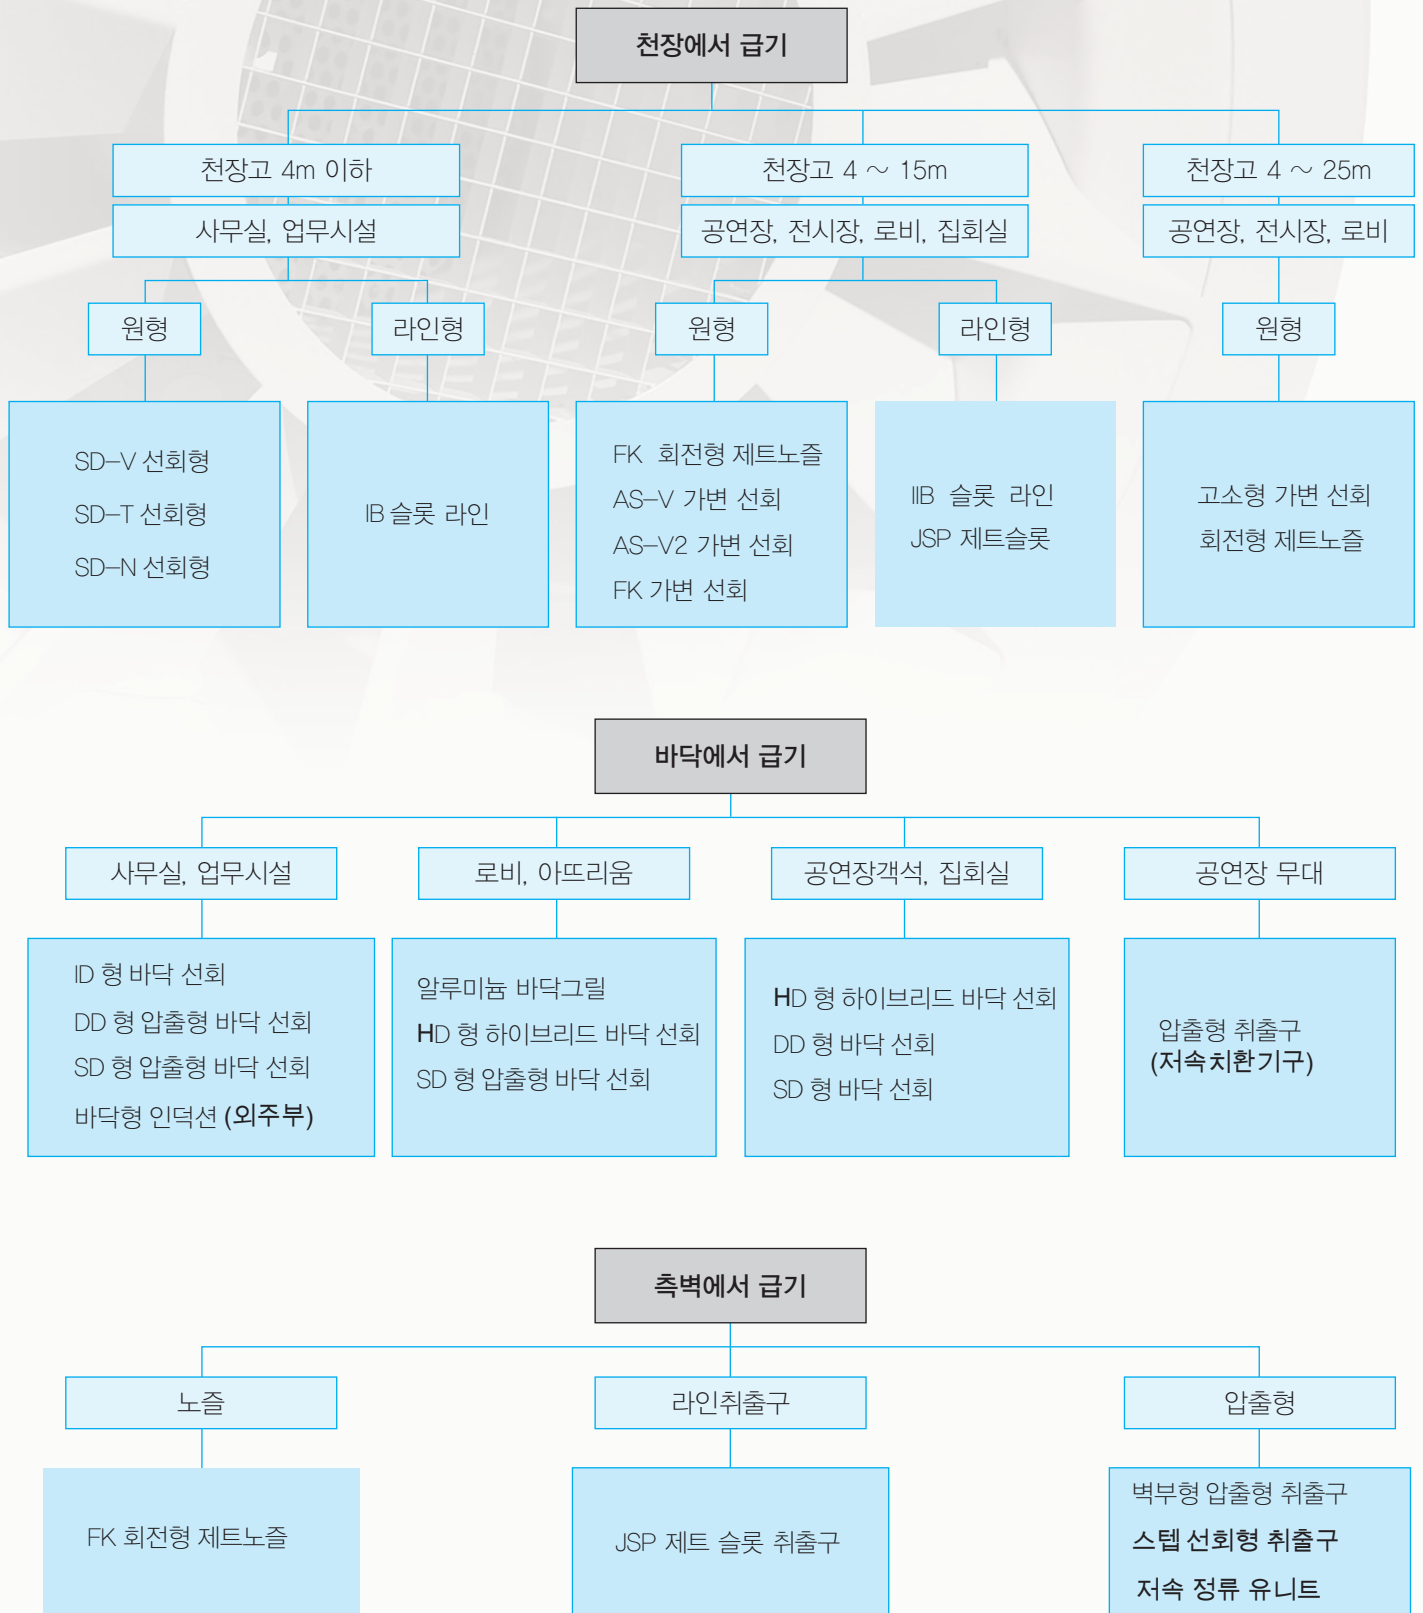 천장에서 급기
천장고 4m 이하
천장고 4 ~ 15m
천장고 4 ~ 25m
사무실, 업무시설
공연장, 전시장, 로비, 집회실
공연장, 전시장, 로비
원형
라인형
원형
라인형
원형
SD-V 선회형
SD-T 선회형
SD-N 선회형
IB 슬롯 라인
FK 회전형 제트노즐
AS-V 가변 선회
AS-V2 가변 선회
FK 가변 선회
IIB 슬롯 라인
JSP 제트슬롯
고소형 가변 선회
회전형 제트노즐
바닥에서 급기
사무실, 업무시설
로비, 아뜨리움
공연장객석, 집회실
공연장 무대
ID 형 바닥 선회
DD 형 압출형 바닥 선회
SD 형 압출형 바닥 선회
바닥형 인덕션 (외주부)
알루미늄 바닥그릴
HD 형 하이브리드 바닥 선회
SD 형 압출형 바닥 선회
HD 형 하이브리드 바닥 선회
DD 형 바닥 선회
SD 형 바닥 선회
압출형 취출구
(저속치환기구)
측벽에서 급기
노즐
라인취출구
압출형
FK 회전형 제트노즐
JSP 제트 슬롯 취출구
벽부형 압출형 취출구
스텝 선회형 취출구
저속 정류 유니트